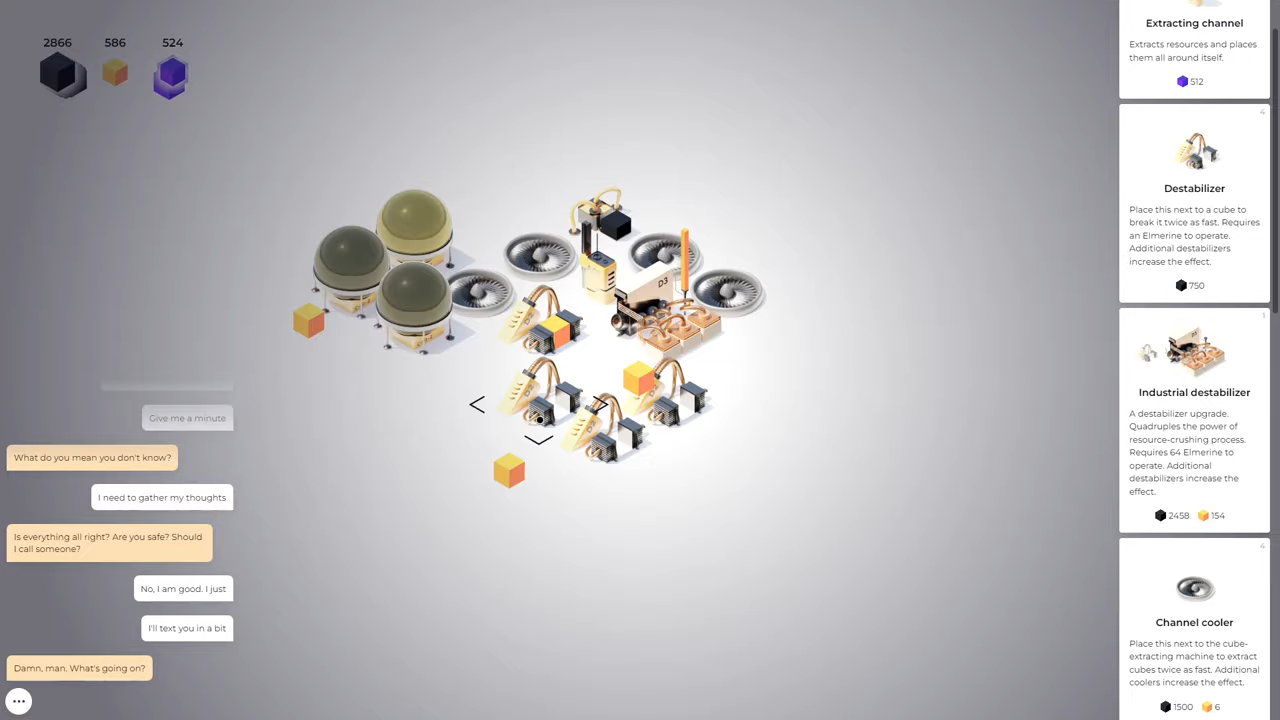 2866
586
524
Give me a minute
What do you mean you don't know?
I need to gather my thoughts
Is everything all right? Are you safe? Should
I call someone?
No, I am good. I just
I'll text you in a bit
Damn, man. What's going on?
D3
Extracting channel
Extracts resources and places
them all around itself.
512
4
Destabilizer
Place this next to a cube to
break it twice as fast. Requires
an Elmerine to operate.
Additional destabilizers
increase the effect.
750
1
D3
Industrial destabilizer
A destabilizer upgrade.
Quadruples the power of
resource-crushing process.
Requires 64 Elmerine to
operate. Additional
destabilizers increase the
effect.
2458 154
4
Channel cooler
Place this next to the cube-
extracting machine to extract
cubes twice as fast. Additional
coolers increase the effect.
1500 6